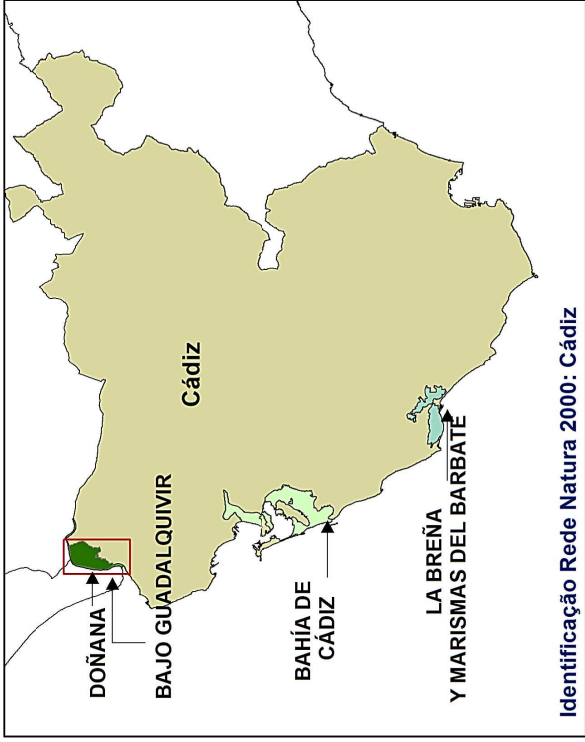 DOÑANA
BAJO GUADALQUIVIR
Cádiz
BAHÍA DE
CÁDIZ
LA BREÑA
Y MARISMAS DEL BARBATE
Identificação Rede Natura 2000: Cádiz